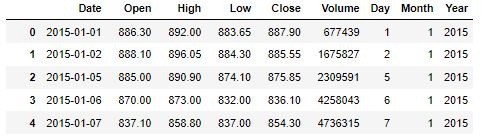 Date Open High Low Close Volume Day Month Year
0 2015-01-01 886.30 892.00 883.65 887.90 677439 1 1 2015
1 2015-01-02 888.10 896.05 884.30 885.55 1675827 2 1 2015
2 2015-01-05 885.00 890.90 874.10 875.85 2309591 5 1 2015
3 2015-01-06 870.00 873.00 832.00 836.10 4258043 6 1 2015
4 2015-01-07 837.10 858.80 837.00 854.30 4736315 7 1 2015